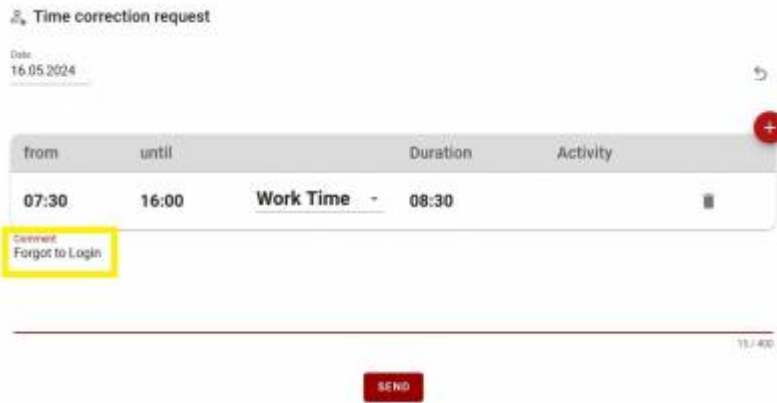 Time correction request
Date
16.05.2024
from until Duration Activity
07:30 16:00 Work Time 08:30
Comment
Forgot to Login
15 / 400
SEND